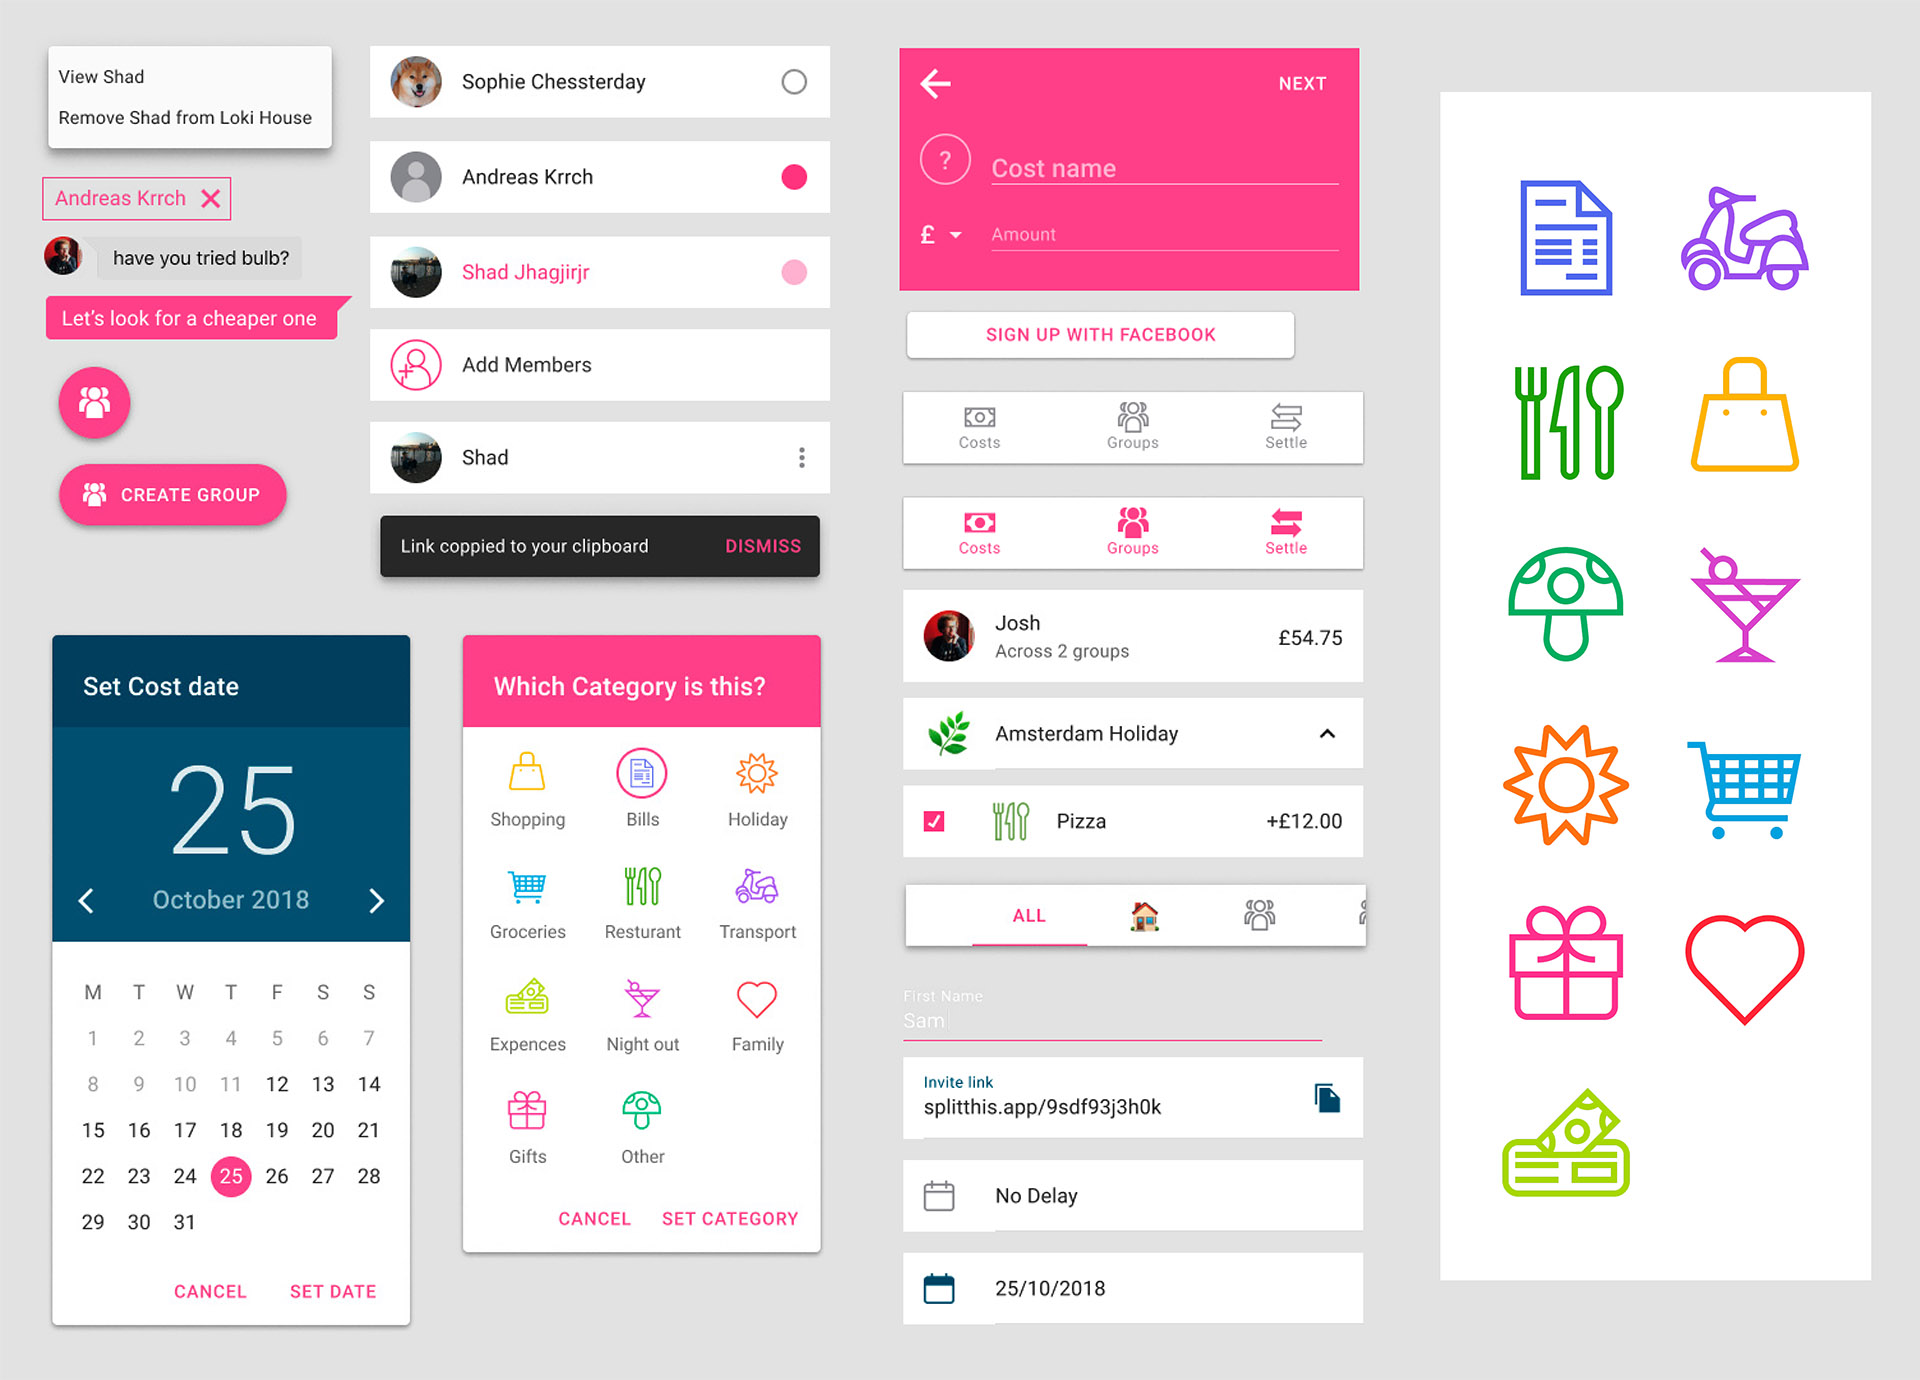 View Shad
Remove Shad from Loki House
Andreas Krrch
have you tried bulb?
Let's look for a cheaper one
CREATE GROUP
Sophie Chessterday
Andreas Krrch
Shad Jhagjirjr
Add Members
Shad
Link coppied to your clipboard DISMISS
Set Cost date
25
October 2018
M T W T F S S
1 2 3 4 5 6 7
8 9 10 11 12 13 14
15 16 17 18 19 20 21
22 23 24 25 26 27 28
29 30 31
CANCEL SET DATE
Which Category is this?
Shopping Bills Holiday
Groceries Resturant Transport
Expences Night out Family
Gifts Other
CANCEL SET CATEGORY
NEXT
? Cost name
£ Amount
SIGN UP WITH FACEBOOK
Costs Groups Settle
Costs Groups Settle
Josh
Across 2 groups
£54.75
Amsterdam Holiday
Pizza +£12.00
ALL
First Name
Sam
Invite link
splitthis.app/9sdf93j3h0k
No Delay
25/10/2018